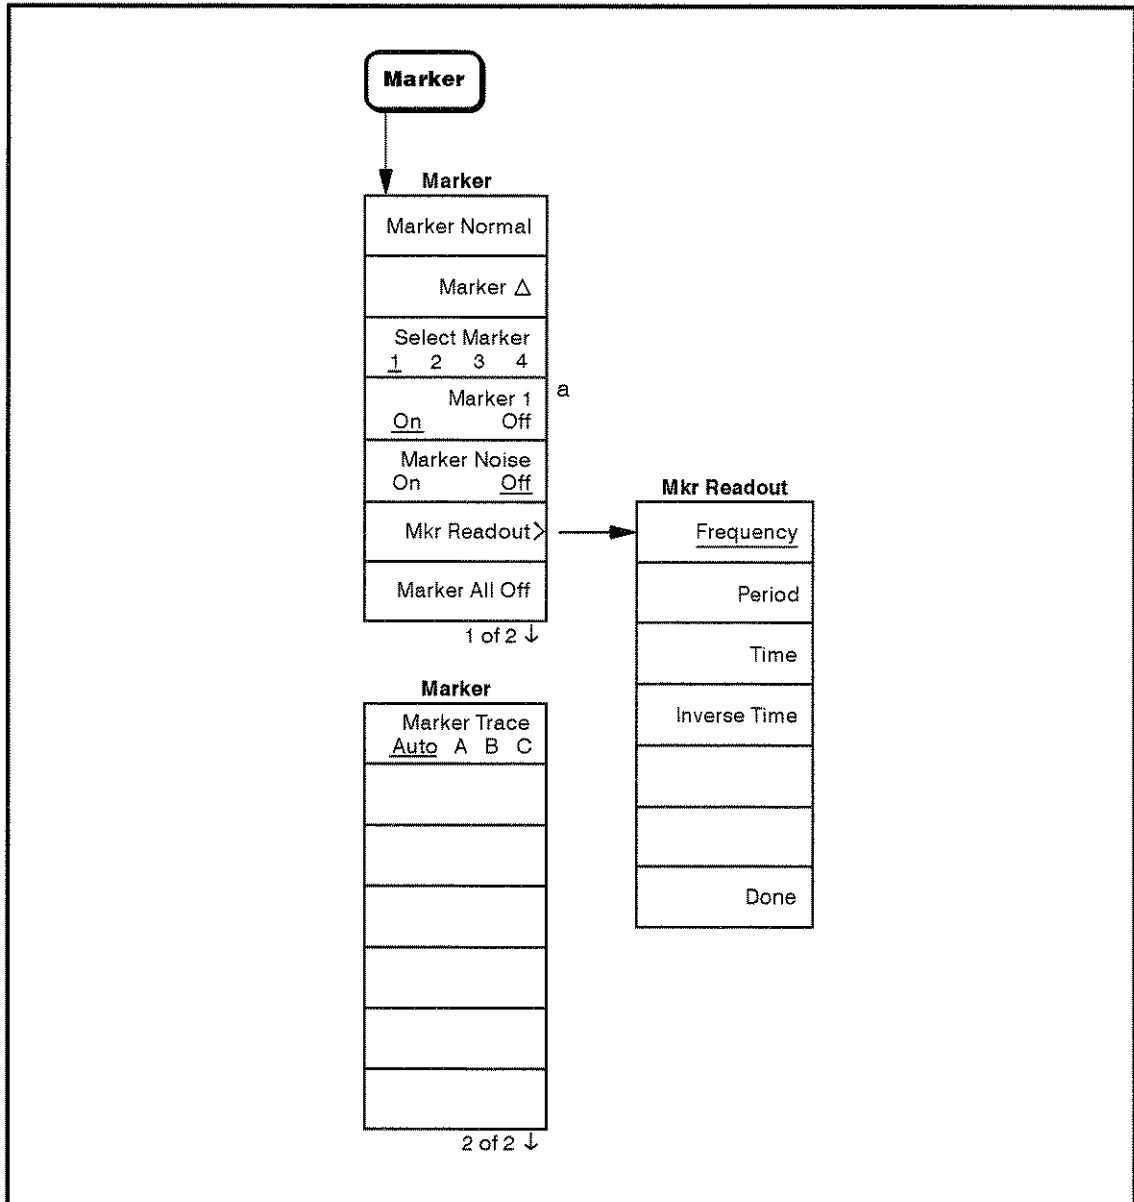 Marker
Marker
Marker Normal
Marker Δ
Select Marker
1 2 3 4
Marker 1
On Off
a
Marker Noise
On Off
Mkr Readout>
Marker All Off
1 of 2 ↓
Mkr Readout
Frequency
Period
Time
Inverse Time
Done
Marker
Marker Trace
Auto A B C
2 of 2 ↓